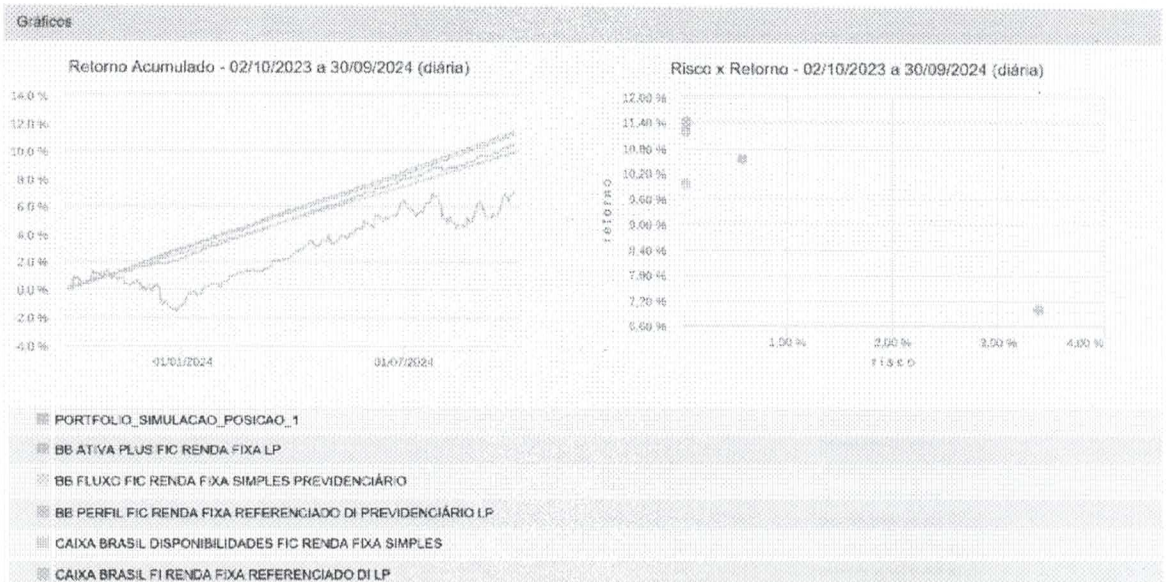 Gráficos
Retorno Acumulado - 02/10/2023 a 30/09/2024 (diária)
14.0 %
12.0 %
10.0 %
8.0 %
6.0 %
4.0 %
2.0 %
0.0 %
-2.0 %
-4.0 %
01/01/2024
01/07/2024
Risco x Retorno - 02/10/2023 a 30/09/2024 (diária)
retorno
12,00 %
11,40 %
10,80 %
10,20 %
9,60 %
9,00 %
8,40 %
7,80 %
7,20 %
6,60 %
1,00 %
2,00 %
3,00 %
4,00 %
risco
PORTFOLIO_SIMULACAO_POSICAO_1
BB ATIVA PLUS FIC RENDA FIXA LP
BB FLUXO FIC RENDA FIXA SIMPLES PREVIDENCIÁRIO
BB PERFIL FIC RENDA FIXA REFERENCIADO DI PREVIDENCIÁRIO LP
CAIXA BRASIL DISPONIBILIDADES FIC RENDA FIXA SIMPLES
CAIXA BRASIL FI RENDA FIXA REFERENCIADO DI LP